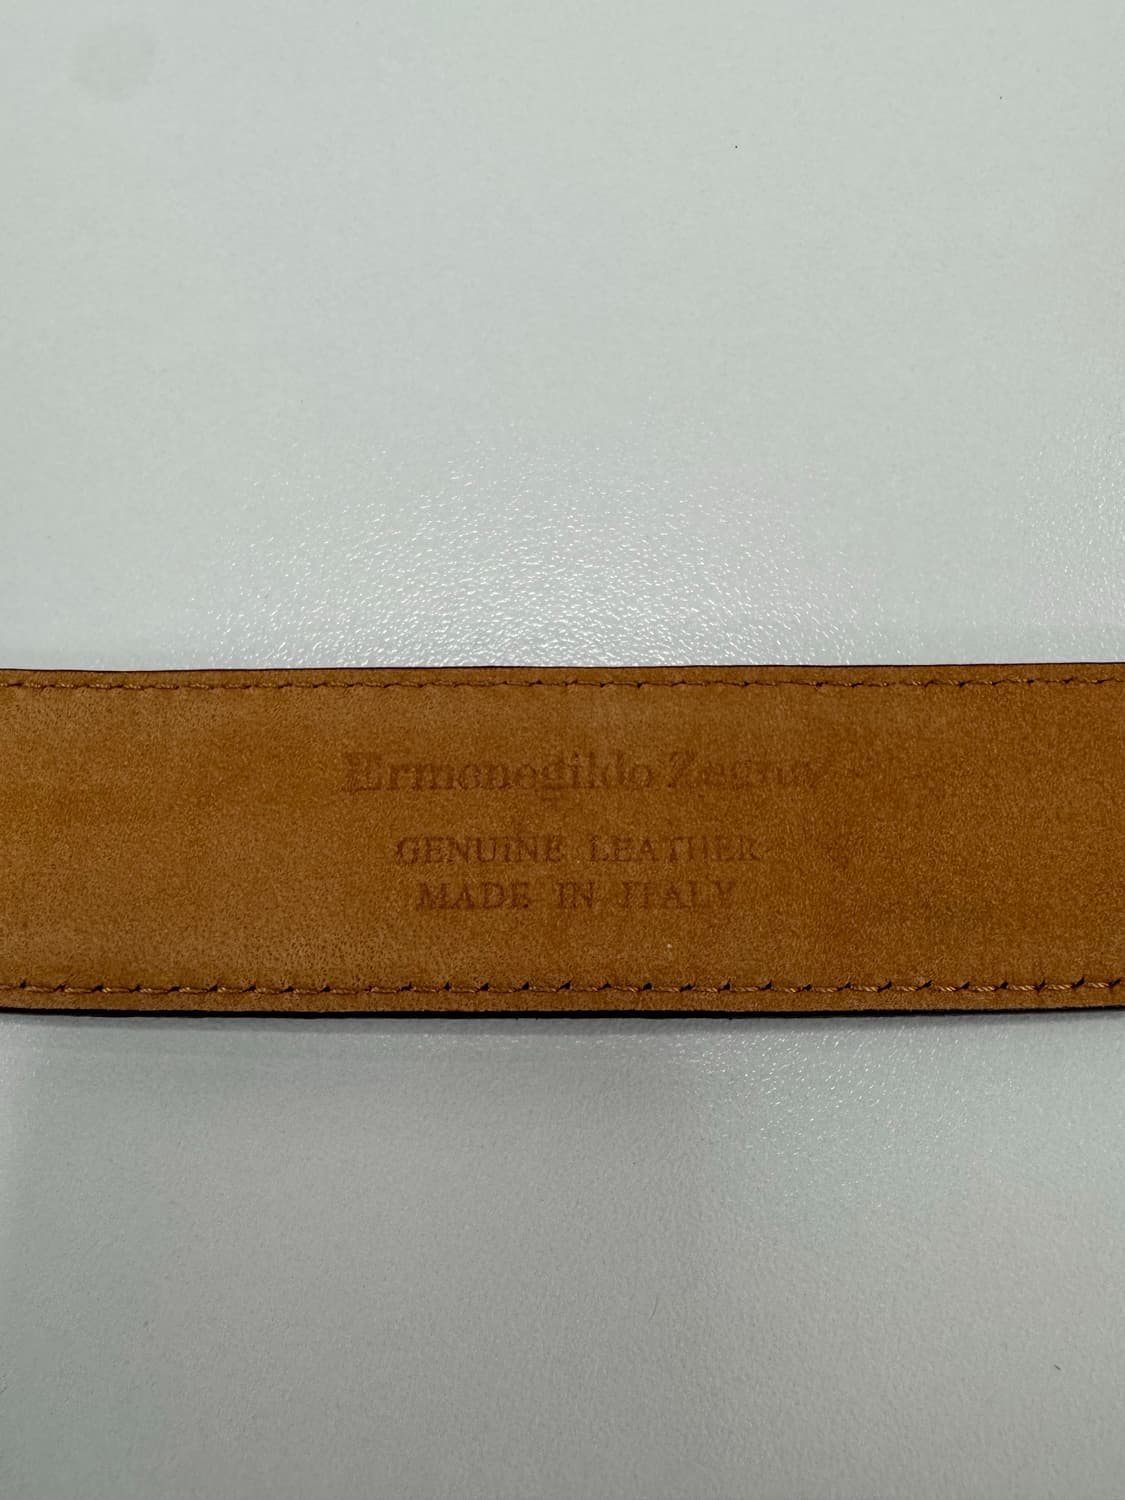 Ermenegildo Zegna
GENUINE LEATHER
MADE IN ITALY